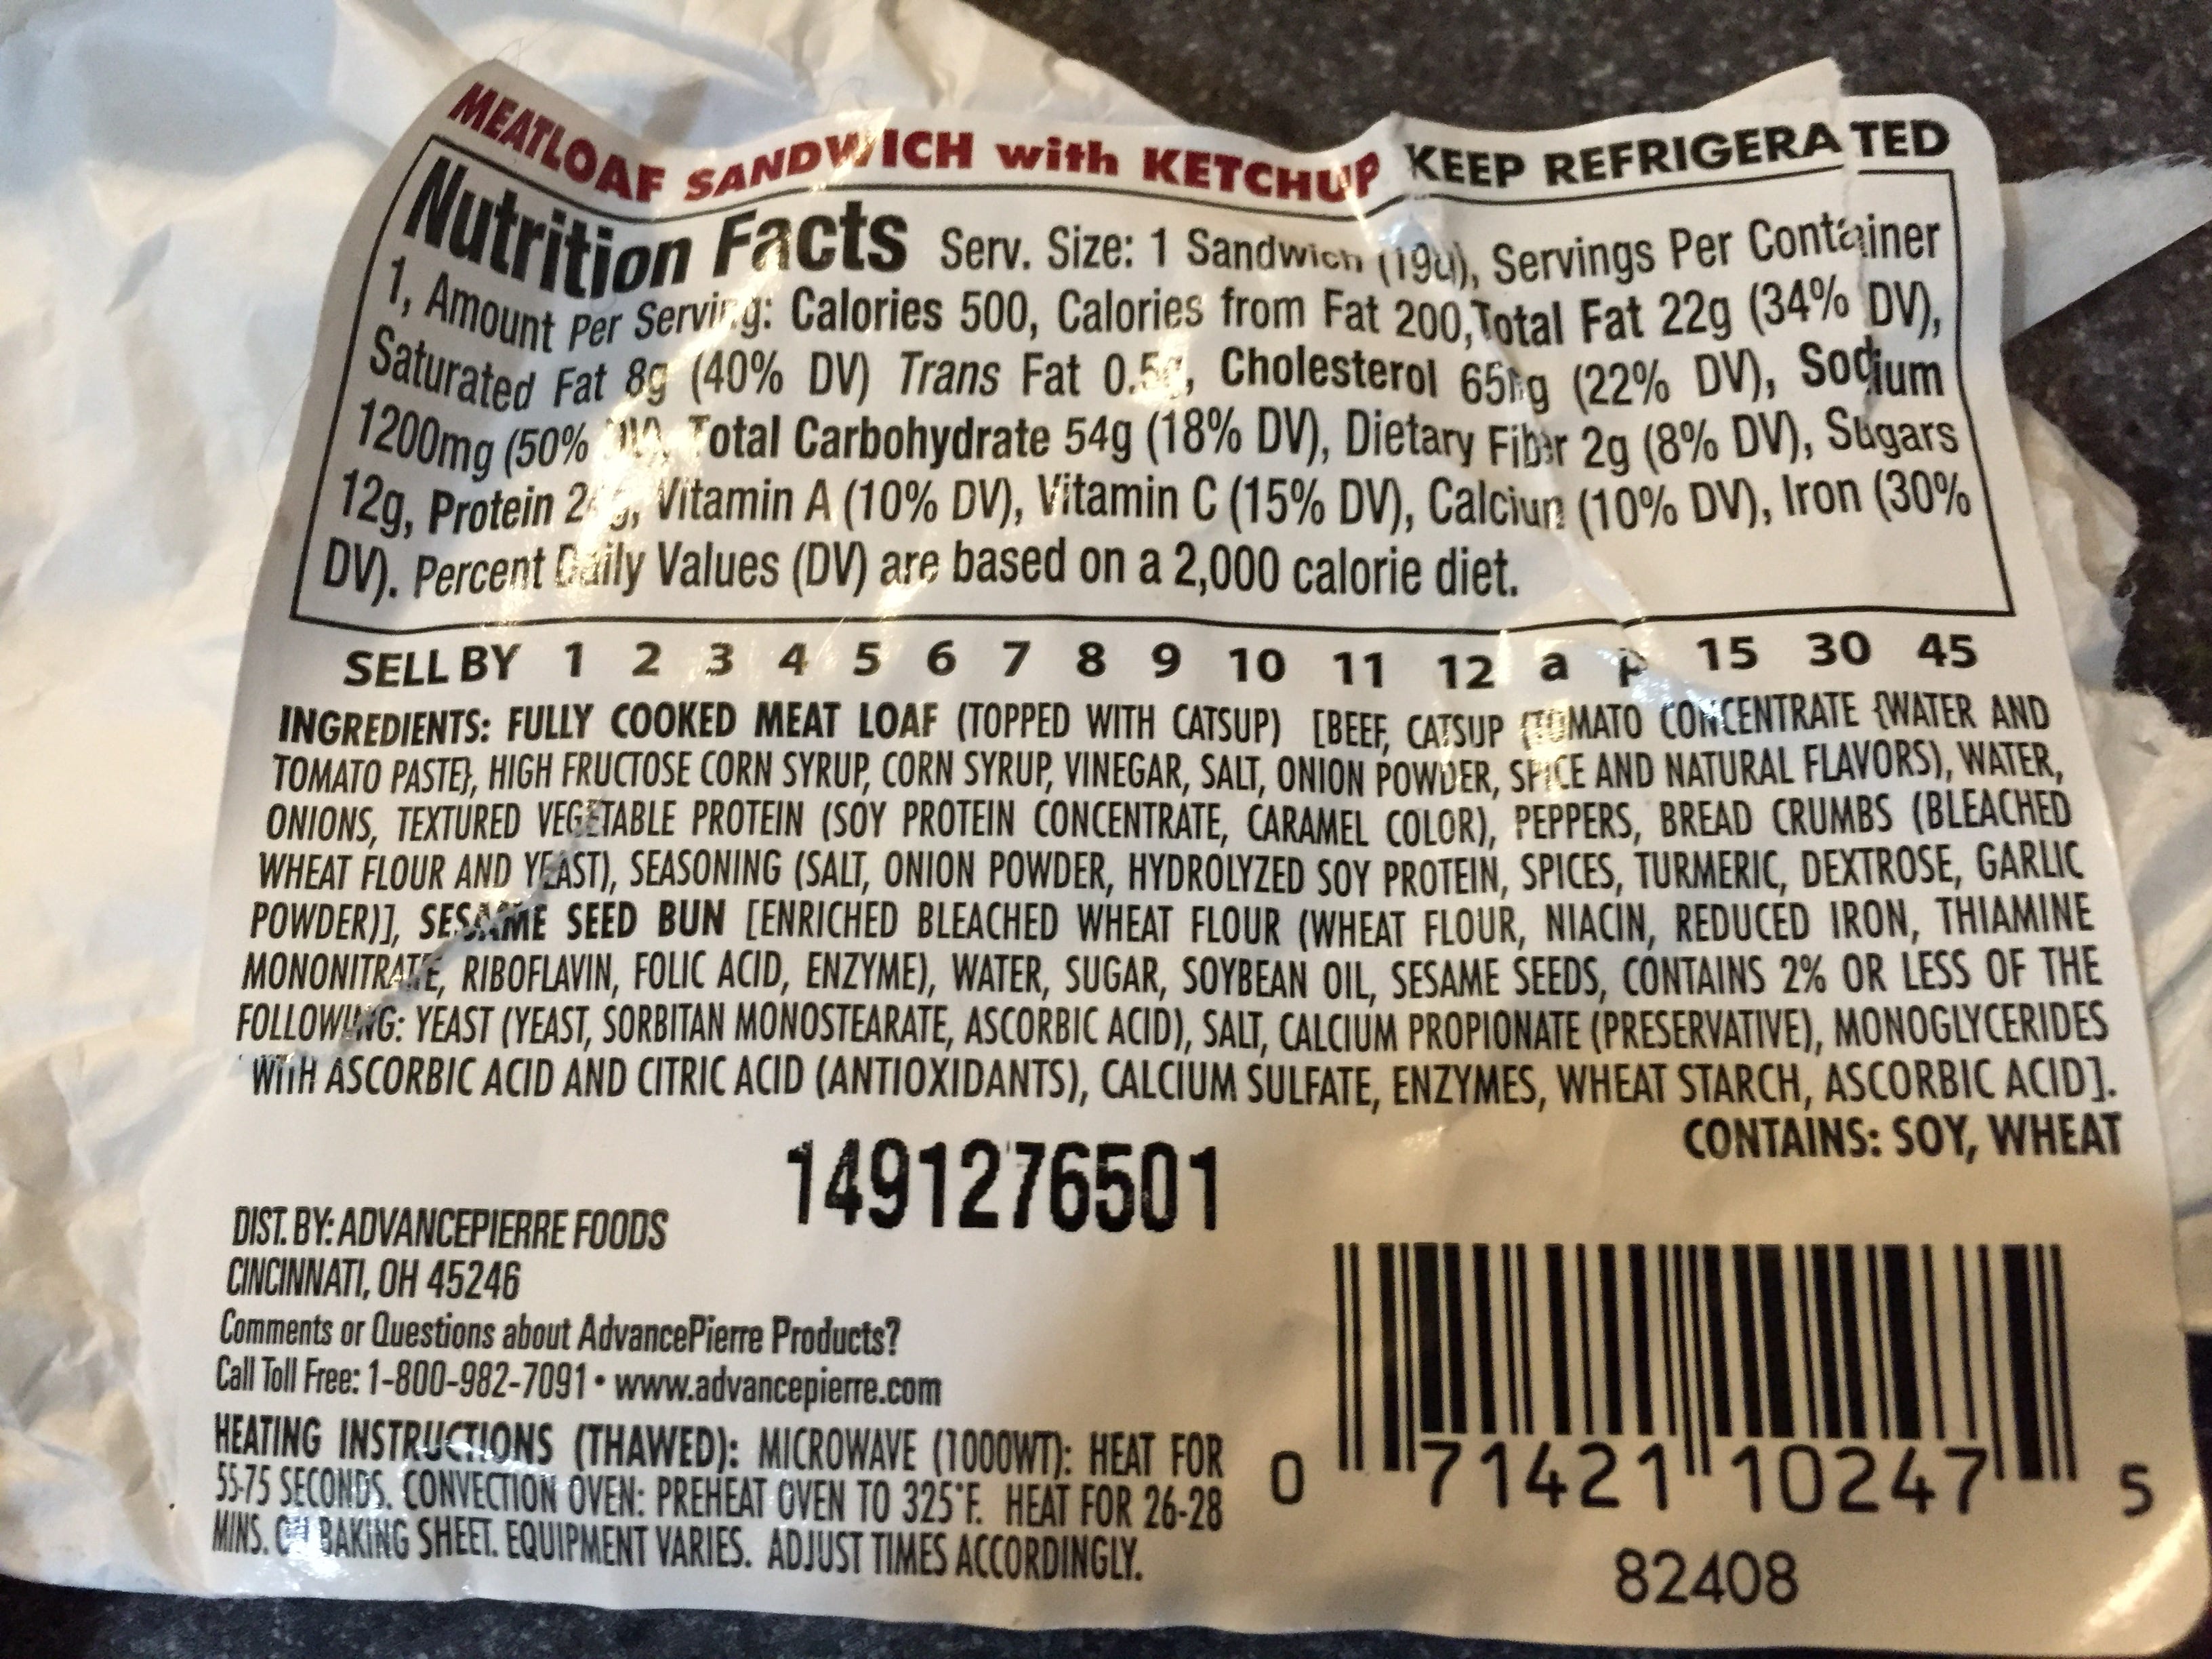 MEATLOAF SANDWICH with KETCHUP KEEP REFRIGERATED
Nutrition Facts Serv. Size: 1 Sandwich Servings Per Container
1, Amount Per Serving: Calories 500, Calories from Fat 200, Total Fat 22g (34% DV),
Saturated Fat 8g (40% DV) Trans Fat 0.5g, Cholesterol 65mg (22% DV), Sodium
1200mg (50% DV), Total Carbohydrate 54g (18% DV), Dietary Fiber 2g (8% DV), Sugars
12g, Protein Vitamin A (10% DV), Vitamin C (15% DV), Calcium (10% DV), Iron (30%
DV). Percent Daily Values (DV) are based on a 2,000 calorie diet.
SELL BY 1 2 3 4 5 6 7 8 9 10 11 12 a p 15 30 45
INGREDIENTS: FULLY COOKED MEAT LOAF (TOPPED WITH CATSUP) [BEEF, CATSUP (TOMATO CONCENTRATE {WATER AND
TOMATO PASTE}, HIGH FRUCTOSE CORN SYRUP, CORN SYRUP, VINEGAR, SALT, ONION POWDER, SPICE AND NATURAL FLAVORS), WATER,
ONIONS, TEXTURED VEGETABLE PROTEIN (SOY PROTEIN CONCENTRATE, CARAMEL COLOR), PEPPERS, BREAD CRUMBS (BLEACHED
WHEAT FLOUR AND YEAST), SEASONING (SALT, ONION POWDER, HYDROLYZED SOY PROTEIN, SPICES, TURMERIC, DEXTROSE, GARLIC
POWDER)], SESAME SEED BUN [ENRICHED BLEACHED WHEAT FLOUR (WHEAT FLOUR, NIACIN, REDUCED IRON, THIAMINE
MONONITRATE, RIBOFLAVIN, FOLIC ACID, ENZYME), WATER, SUGAR, SOYBEAN OIL, SESAME SEEDS, CONTAINS 2% OR LESS OF THE
FOLLOWING: YEAST (YEAST, SORBITAN MONOSTEARATE, ASCORBIC ACID), SALT, CALCIUM PROPIONATE (PRESERVATIVE), MONOGLYCERIDES
WITH ASCORBIC ACID AND CITRIC ACID (ANTIOXIDANTS), CALCIUM SULFATE, ENZYMES, WHEAT STARCH, ASCORBIC ACID].
CONTAINS: SOY, WHEAT
1491276501
DIST. BY: ADVANCEPIERRE FOODS
CINCINNATI, OH 45246
Comments or Questions about AdvancePierre Products?
Call Toll Free: 1-800-982-7091 • www.advancepierre.com
HEATING INSTRUCTIONS (THAWED): MICROWAVE (1000WT): HEAT FOR
55-75 SECONDS. CONVECTION OVEN: PREHEAT OVEN TO 325°F. HEAT FOR 26-28
MINS. ON BAKING SHEET. EQUIPMENT VARIES. ADJUST TIMES ACCORDINGLY.
0 71421 10247 5
82408